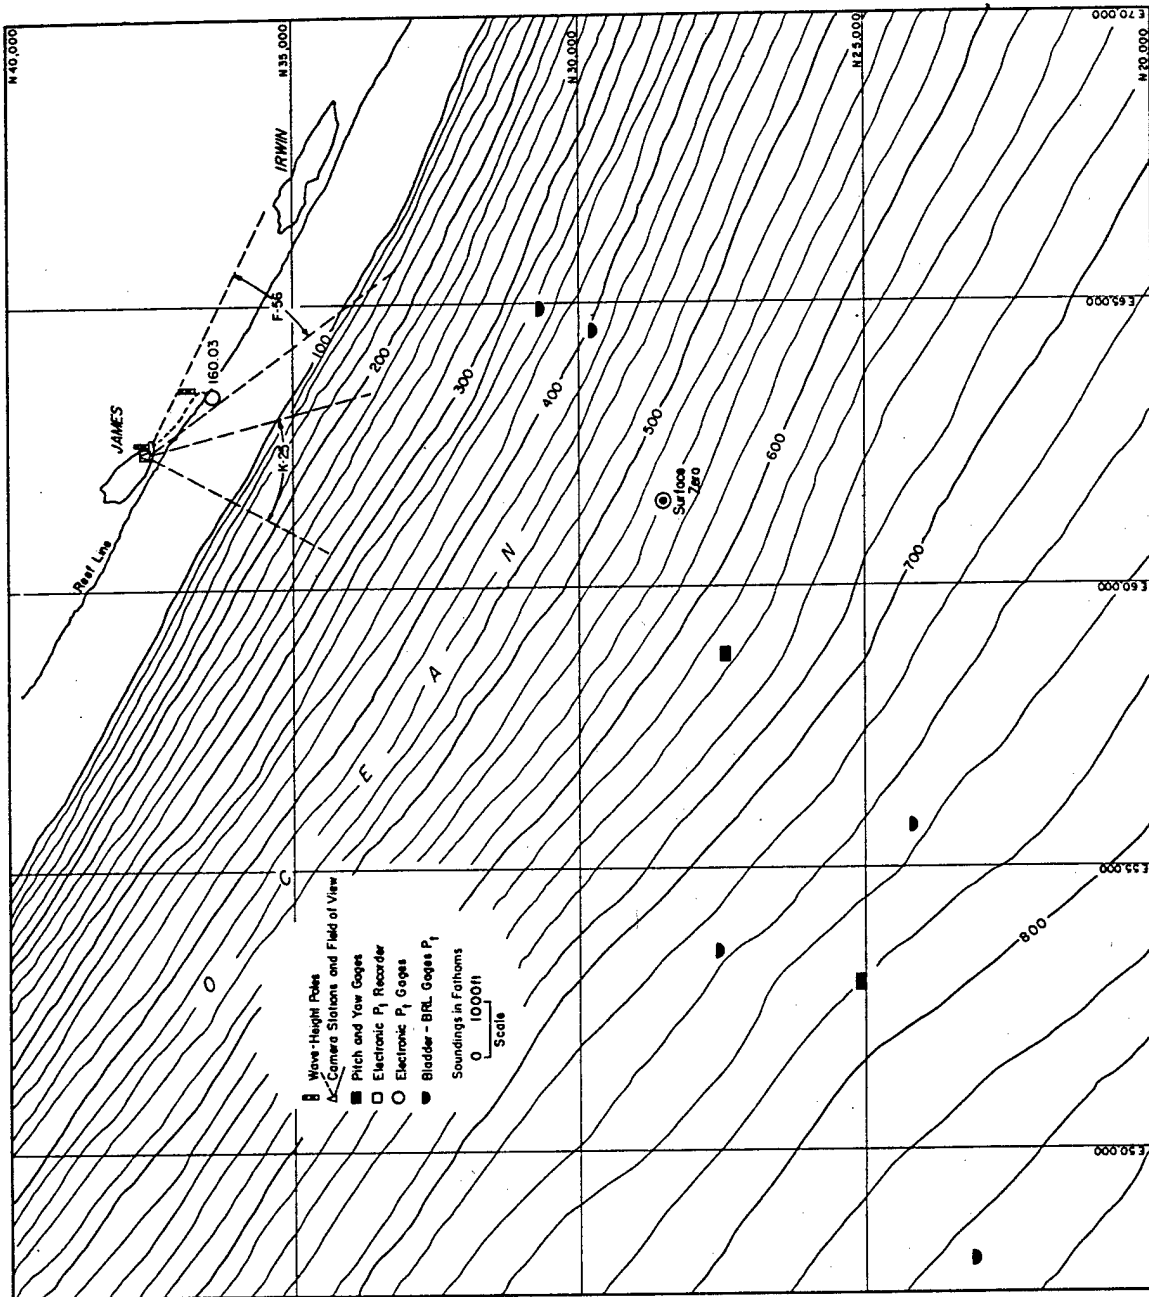 N 40,000
N 35,000
N 30,000
N 25,000
N 20,000
E 70,000
E 65,000
E 60,000
E 55,000
E 50,000
IRWIN
JAMES
F-56
160.03
K-25
Reef Line
100
200
300
400
500
600
700
800
Surface
Zero
O C E A N
Wave-Height Poles
Camera Stations and Field of View
Pitch and Yaw Gages
Electronic P₁ Recorder
Electronic P₁ Gages
Bladder - BRL Gages P₁
Soundings in Fathoms
0 1000ft
Scale